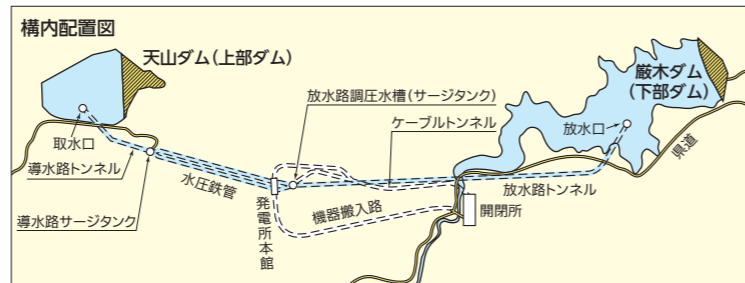 構内配置図
天山ダム(上部ダム)
厳木ダム
(下部ダム)
放水路調圧水槽(サージタンク)
ケーブルトンネル
放水口
取水口
県道
導水路トンネル
水圧鉄管
放水路トンネル
機器搬入路
発電所本館
開閉所
導水路サージタンク